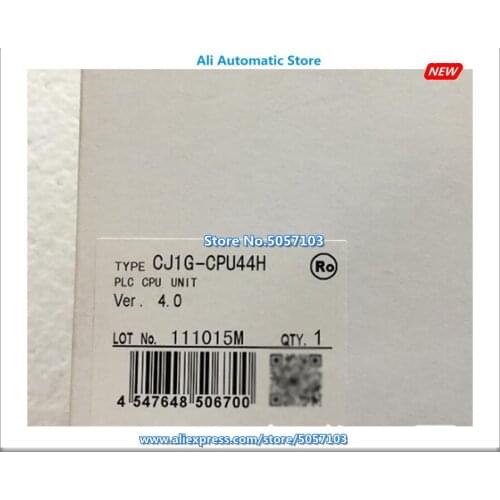 Ali Automatic Store
NEW
Store No.5057103
TYPE CJ1G-CPU44H
Ro
PLC CPU UNIT
Ver. 4.0
LOT No. 111015M QTY. 1
4 547648 506700
www.aliexpress.com/store/5057103